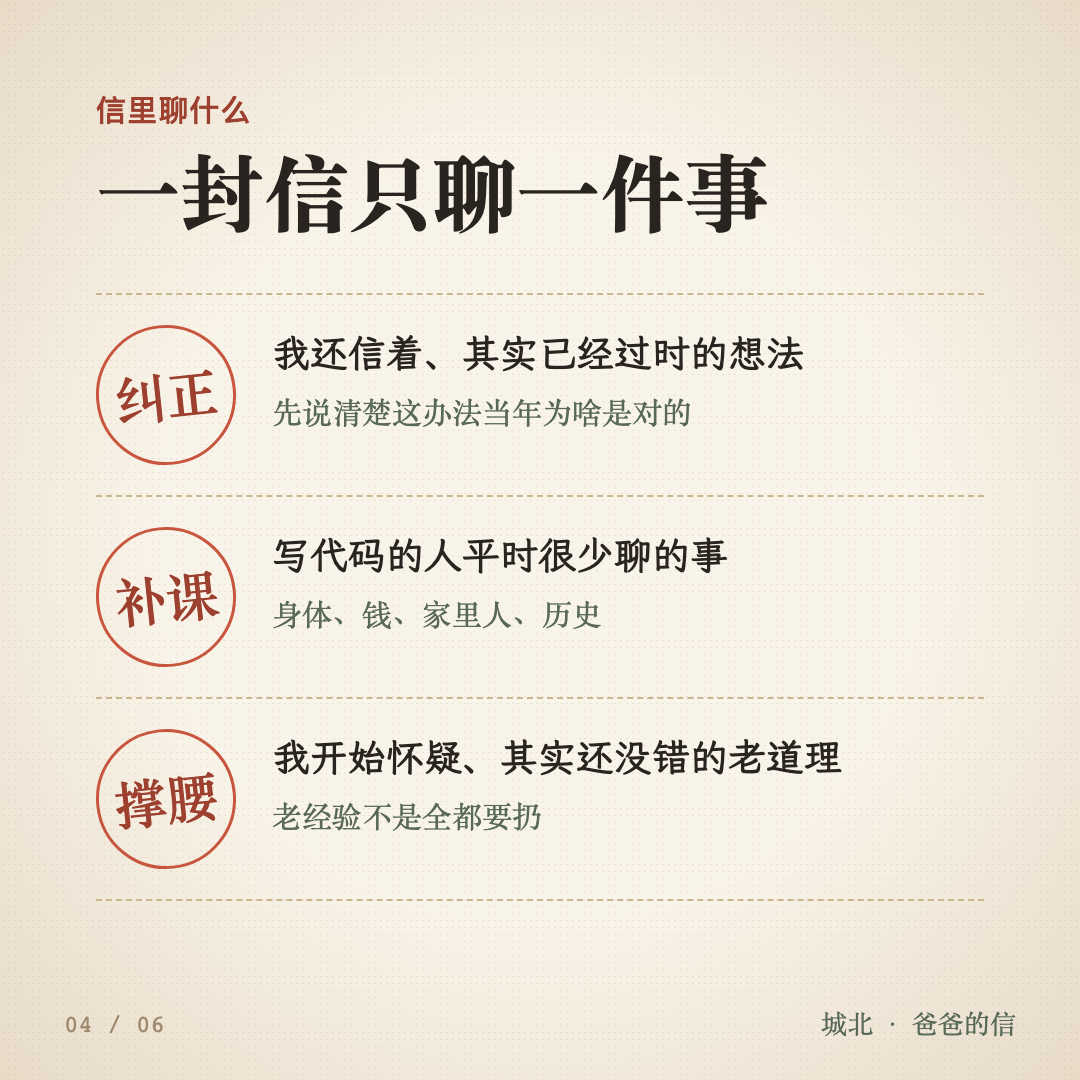 信里聊什么
一封信只聊一件事
纠正
我还信着、其实已经过时的想法
先说清楚这办法当年为啥是对的
补课
写代码的人平时很少聊的事
身体、钱、家里人、历史
撑腰
我开始怀疑、其实还没错的老道理
老经验不是全都要扔
04 / 06
城北 · 爸爸的信